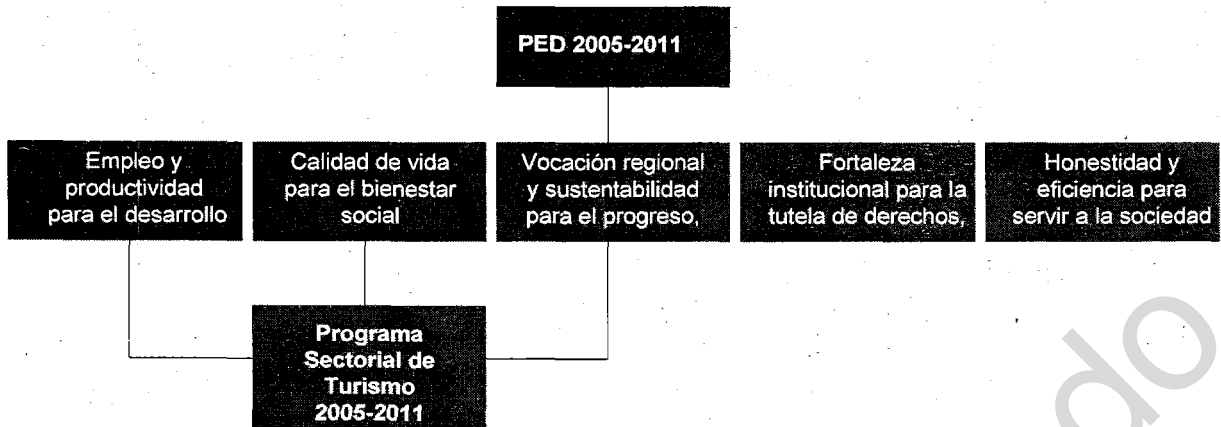 PED 2005-2011
Empleo y
productividad
para el desarrollo
Calidad de vida
para el bienestar
social
Vocación regional
y sustentabilidad
para el progreso,
Fortaleza
institucional para la
tutela de derechos,
Honestidad y
eficiencia para
servir a la sociedad
Programa
Sectorial de
Turismo
2005-2011
do